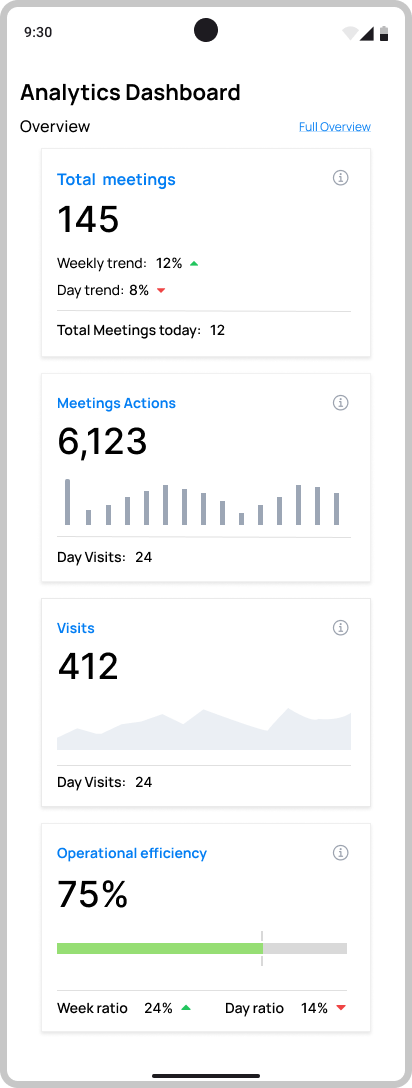 9:30
Analytics Dashboard
Overview Full Overview
Total meetings
145
Weekly trend: 12%
Day trend: 8%
Total Meetings today: 12
Meetings Actions
6,123
Day Visits: 24
Visits
412
Day Visits: 24
Operational efficiency
75%
Week ratio 24% Day ratio 14%